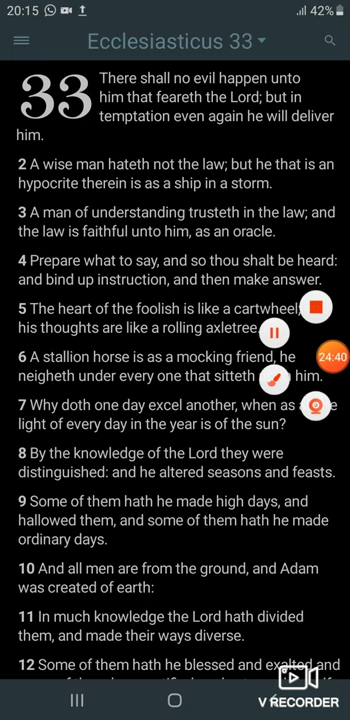 20:15 42%
Ecclesiasticus 33
33 There shall no evil happen unto
him that feareth the Lord; but in
temptation even again he will deliver
him.
2 A wise man hateth not the law; but he that is an
hypocrite therein is as a ship in a storm.
3 A man of understanding trusteth in the law; and
the law is faithful unto him, as an oracle.
4 Prepare what to say, and so thou shalt be heard:
and bind up instruction, and then make answer.
5 The heart of the foolish is like a cartwheel;
his thoughts are like a rolling axletree.
6 A stallion horse is as a mocking friend, he
neigheth under every one that sitteth him.
24:40
7 Why doth one day excel another, when as
light of every day in the year is of the sun?
8 By the knowledge of the Lord they were
distinguished: and he altered seasons and feasts.
9 Some of them hath he made high days, and
hallowed them, and some of them hath he made
ordinary days.
10 And all men are from the ground, and Adam
was created of earth:
11 In much knowledge the Lord hath divided
them, and made their ways diverse.
12 Some of them hath he blessed and exalted and
V RECORDER